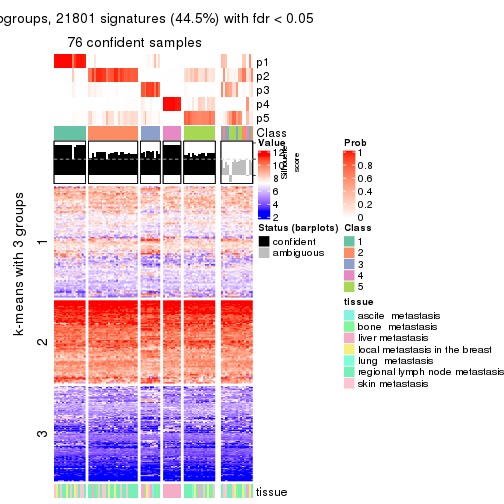 ogroups, 21801 signatures (44.5%) with fdr < 0.05
76 confident samples
p1
p2
p3
p4
p5
Class
Silhouette
score
k-means with 3 groups
1
2
3
tissue
Value
12
8
6
4
2
Status (barplots)
confident
ambiguous
Prob
1
0.8
0.6
0.4
0.2
0
Class
1
2
3
4
5
tissue
ascite metastasis
bone metastasis
liver metastasis
local metastasis in the breast
lung metastasis
regional lymph node metastasis
skin metastasis